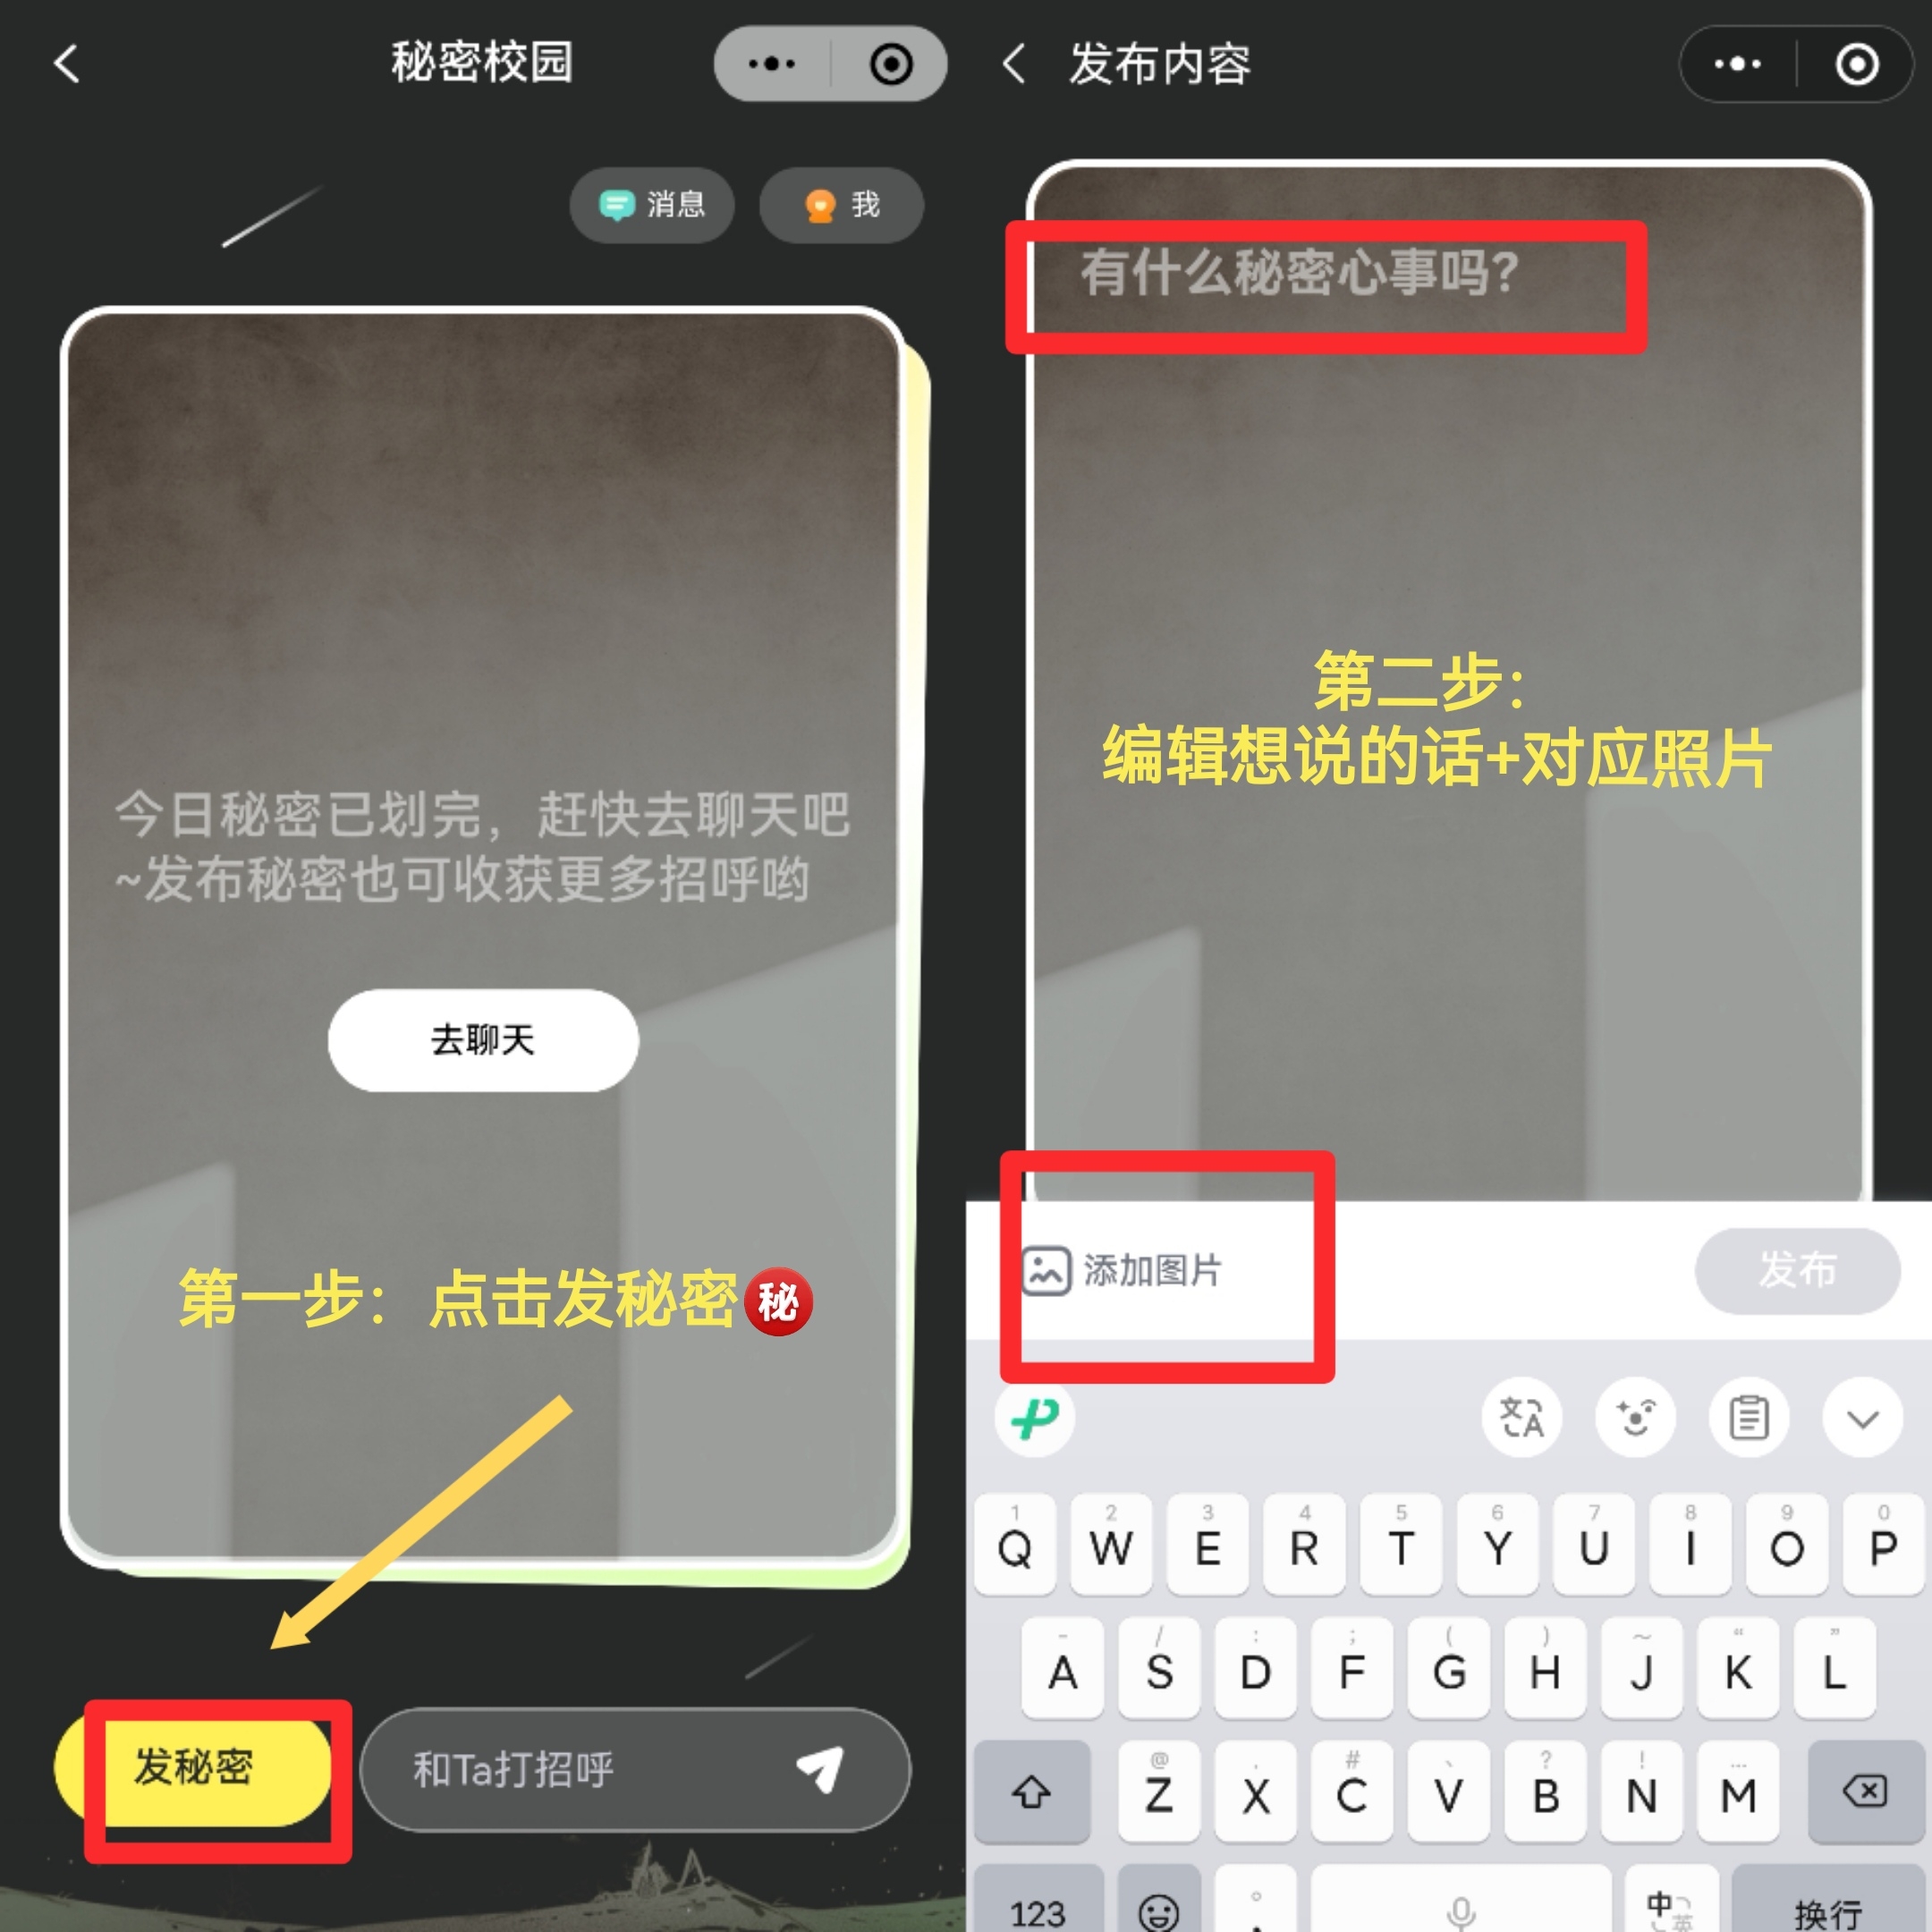 秘密校园
消息
我
今日秘密已划完，赶快去聊天吧
~发布秘密也可收获更多招呼哟
去聊天
第一步：点击发秘密㊙
发秘密
和Ta打招呼
发布内容
有什么秘密心事吗？
第二步：
编辑想说的话+对应照片
添加图片
发布
文A
1 2 3 4 5 6 7 8 9 0
Q W E R T Y U I O P
- / : ; ( ) ~ “ ”
A S D F G H J K L
@ . # 、 ? ! ...
Z X C V B N M
123
。
，
中
英
换行